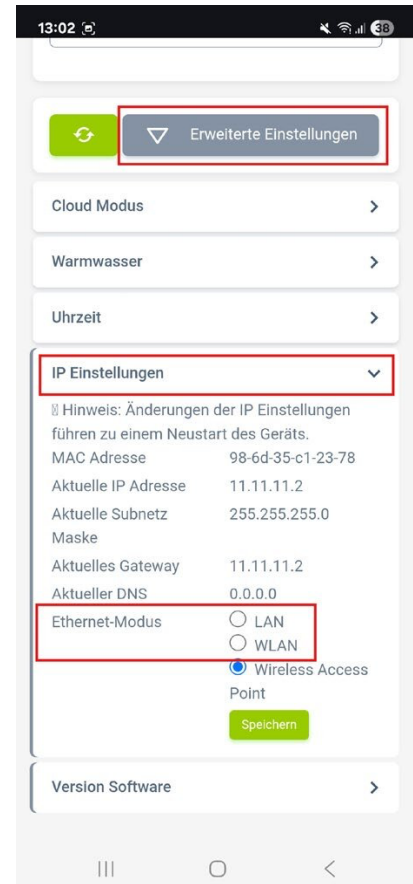 13:02
38
Erweiterte Einstellungen
Cloud Modus
Warmwasser
Uhrzeit
IP Einstellungen
Hinweis: Änderungen der IP Einstellungen
führen zu einem Neustart des Geräts.
MAC Adresse 98-6d-35-c1-23-78
Aktuelle IP Adresse 11.11.11.2
Aktuelle Subnetz 255.255.255.0
Maske
Aktuelles Gateway 11.11.11.2
Aktueller DNS 0.0.0.0
Ethernet-Modus LAN
WLAN
Wireless Access
Point
Speichern
Version Software